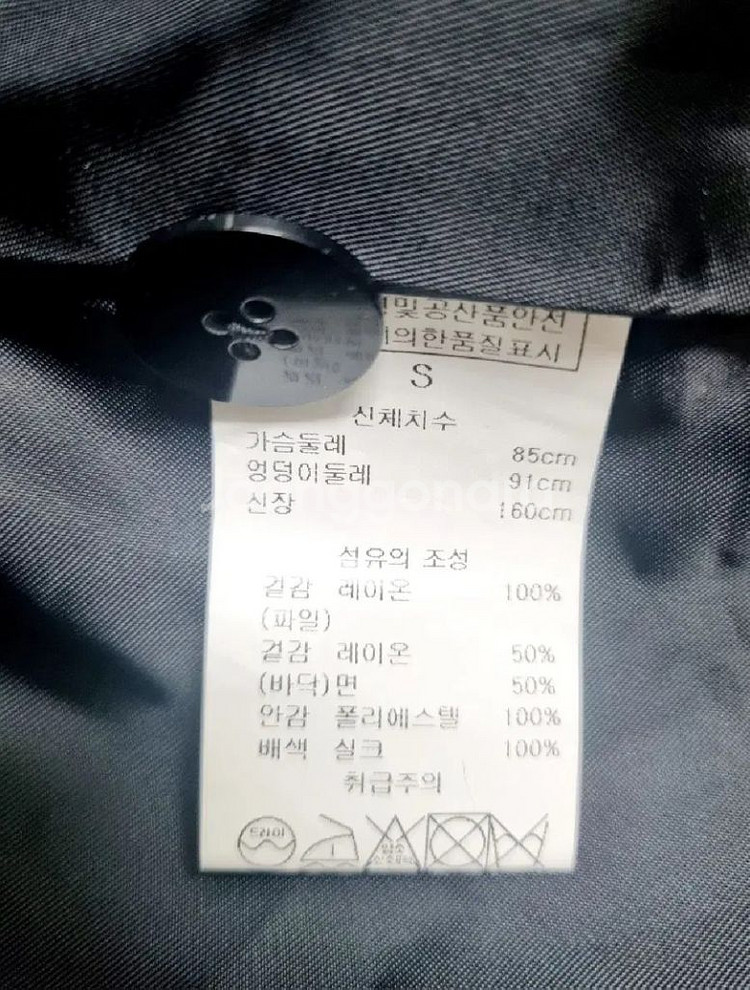 및공산품안전
의한품질표시
S
신체치수
가슴둘레 85cm
엉덩이둘레 91cm
신장 160cm
섬유의 조성
겉감 레이온 100%
(파일)
겉감 레이온 50%
(바닥)면 50%
안감 폴리에스텔 100%
배색 실크 100%
취급주의
드라이